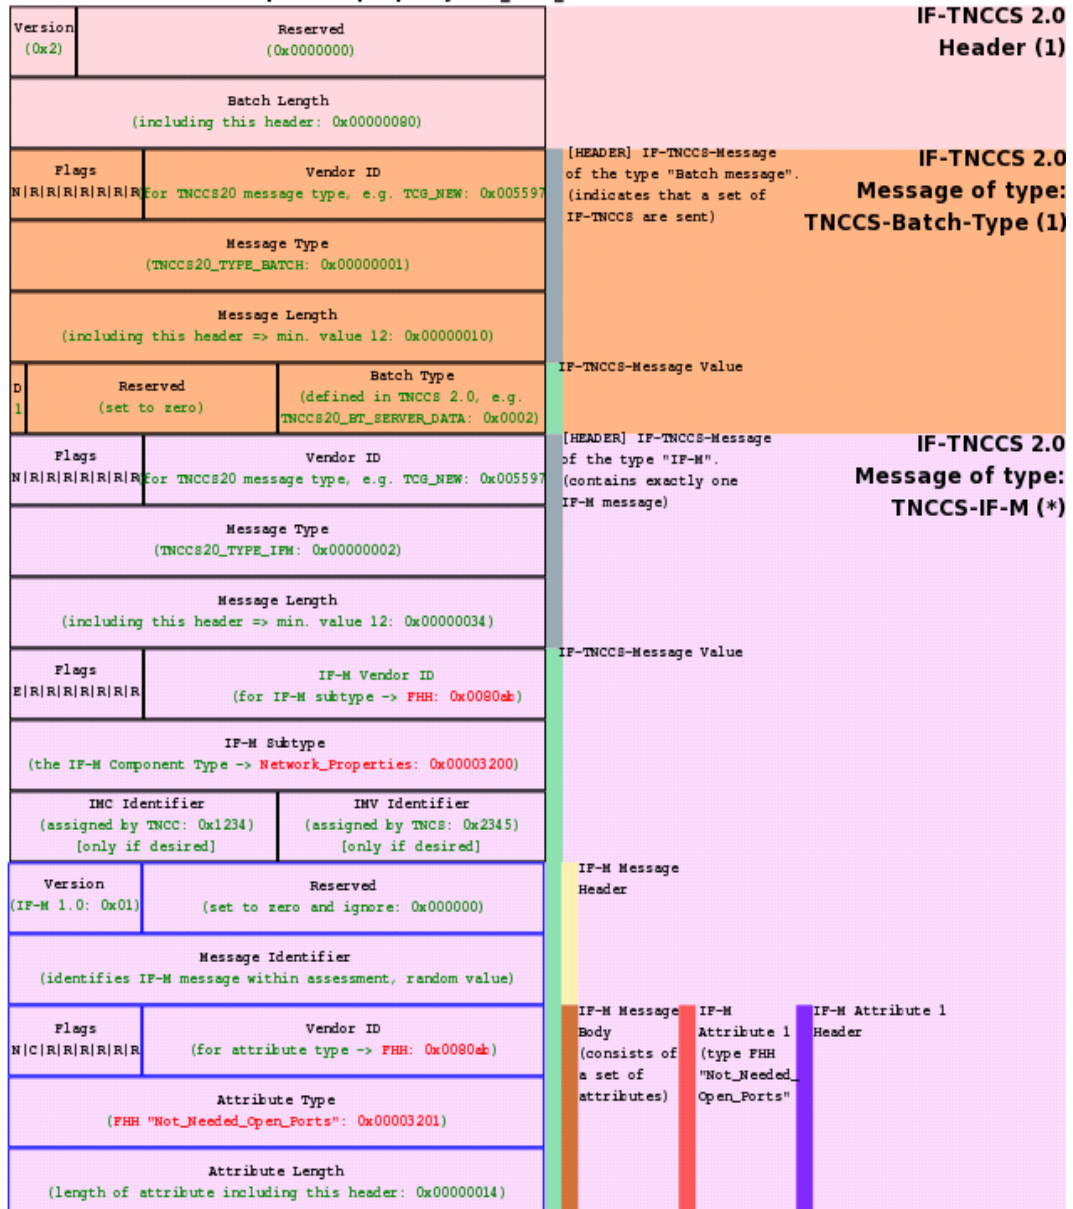 Version
(0x2)
Reserved
(0x0000000)
IF-TNCCS 2.0
Header (1)
Batch Length
(including this header: 0x00000080)
Flags
N|R|R|R|R|R|R|R
Vendor ID
(for TNCCS20 message type, e.g. TCG_NEW: 0x005597
[HEADER] IF-TNCCS-Message
of the type "Batch message".
(indicates that a set of
IF-TNCCS are sent)
IF-TNCCS 2.0
Message of type:
TNCCS-Batch-Type (1)
Message Type
(TNCCS20_TYPE_BATCH: 0x00000001)
Message Length
(including this header => min. value 12: 0x00000010)
D
1
Reserved
(set to zero)
Batch Type
(defined in TNCCS 2.0, e.g.
TNCCS20_BT_SERVER_DATA: 0x0002)
IF-TNCCS-Message Value
Flags
N|R|R|R|R|R|R|R
Vendor ID
(for TNCCS20 message type, e.g. TCG_NEW: 0x005597
[HEADER] IF-TNCCS-Message
of the type "IF-M".
(contains exactly one
IF-M message)
IF-TNCCS 2.0
Message of type:
TNCCS-IF-M (*)
Message Type
(TNCCS20_TYPE_IFM: 0x00000002)
Message Length
(including this header => min. value 12: 0x00000034)
Flags
E|R|R|R|R|R|R|R
IF-M Vendor ID
(for IF-M subtype -> FHH: 0x0080ab)
IF-TNCCS-Message Value
IF-M Subtype
(the IF-M Component Type -> Network_Properties: 0x00003200)
IMC Identifier
(assigned by TNCC: 0x1234)
[only if desired]
IMV Identifier
(assigned by TNCS: 0x2345)
[only if desired]
Version
(IF-M 1.0: 0x01)
Reserved
(set to zero and ignore: 0x000000)
IF-M Message
Header
Message Identifier
(identifies IF-M message within assessment, random value)
Flags
N|C|R|R|R|R|R|R
Vendor ID
(for attribute type -> FHH: 0x0080ab)
IF-M Message
Body
(consists of
a set of
attributes)
IF-M
Attribute 1
(type FHH
"Not_Needed_
Open_Ports"
IF-M Attribute 1
Header
Attribute Type
(FHH "Not_Needed_Open_Ports": 0x00003201)
Attribute Length
(length of attribute including this header: 0x00000014)